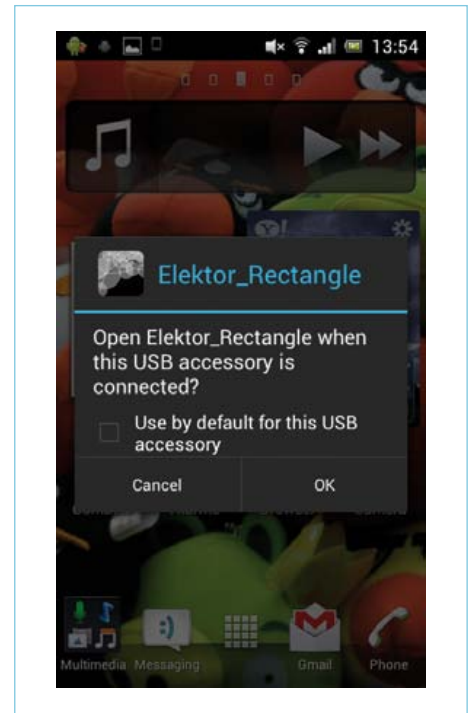 13:54
Y!
Elektor_Rectangle
Open Elektor_Rectangle when
this USB accessory is
connected?
Use by default for this USB
accessory
Cancel
OK
Multimedia
Messaging
Gmail
Phone